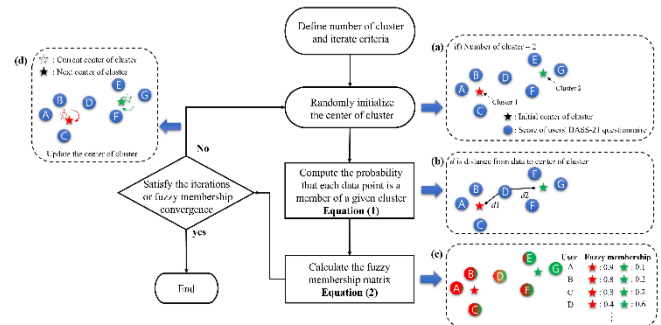 Define number of cluster
and iterate criteria
Randomly initialize
the center of cluster
Compute the probability
that each data point is a
member of a given cluster
Equation (1)
Calculate the fuzzy
membership matrix
Equation (2)
Satisfy the iterations
or fuzzy membership
convergence
No
yes
End
(a)
if) Number of cluster = 2
E
B
D
G
A
F
C
Cluster 1
Cluster 2
: Initial center of cluster
: Score of users' DASS-21 questionnaire
(b)
d is distance from data to center of cluster
E
B
D
G
A
F
C
d1
d2
(c)
E
B
D
G
A
F
C
User Fuzzy membership
A : 0.9 : 0.1
B : 0.8 : 0.2
C : 0.8 : 0.2
D : 0.4 : 0.6
⋮
(d)
: Current center of cluster
: Next center of cluster
E
B
D
G
A
F
C
Update the center of cluster